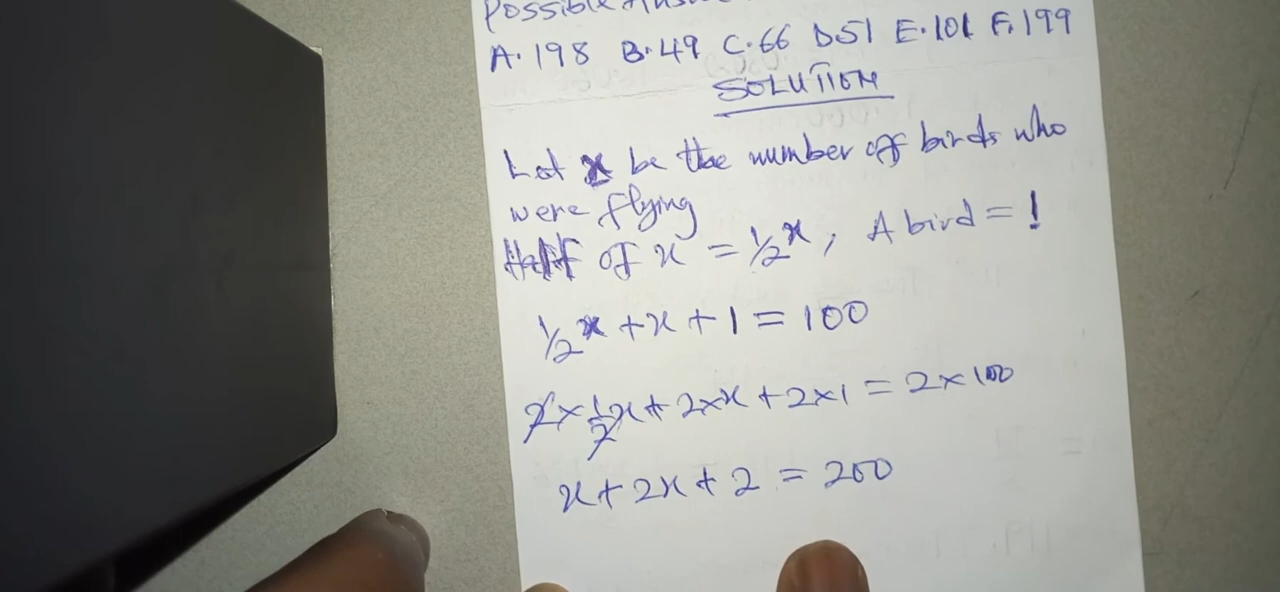 Possible
A. 198 B. 49 C. 66 D 51 E. 101 F. 199
SOLUTION
Let x be the number of birds who
were flying
Half of x = ½x, A bird = 1
½x + x + 1 = 100
2 × ½x + 2 × x + 2 × 1 = 2 × 100
x + 2x + 2 = 200